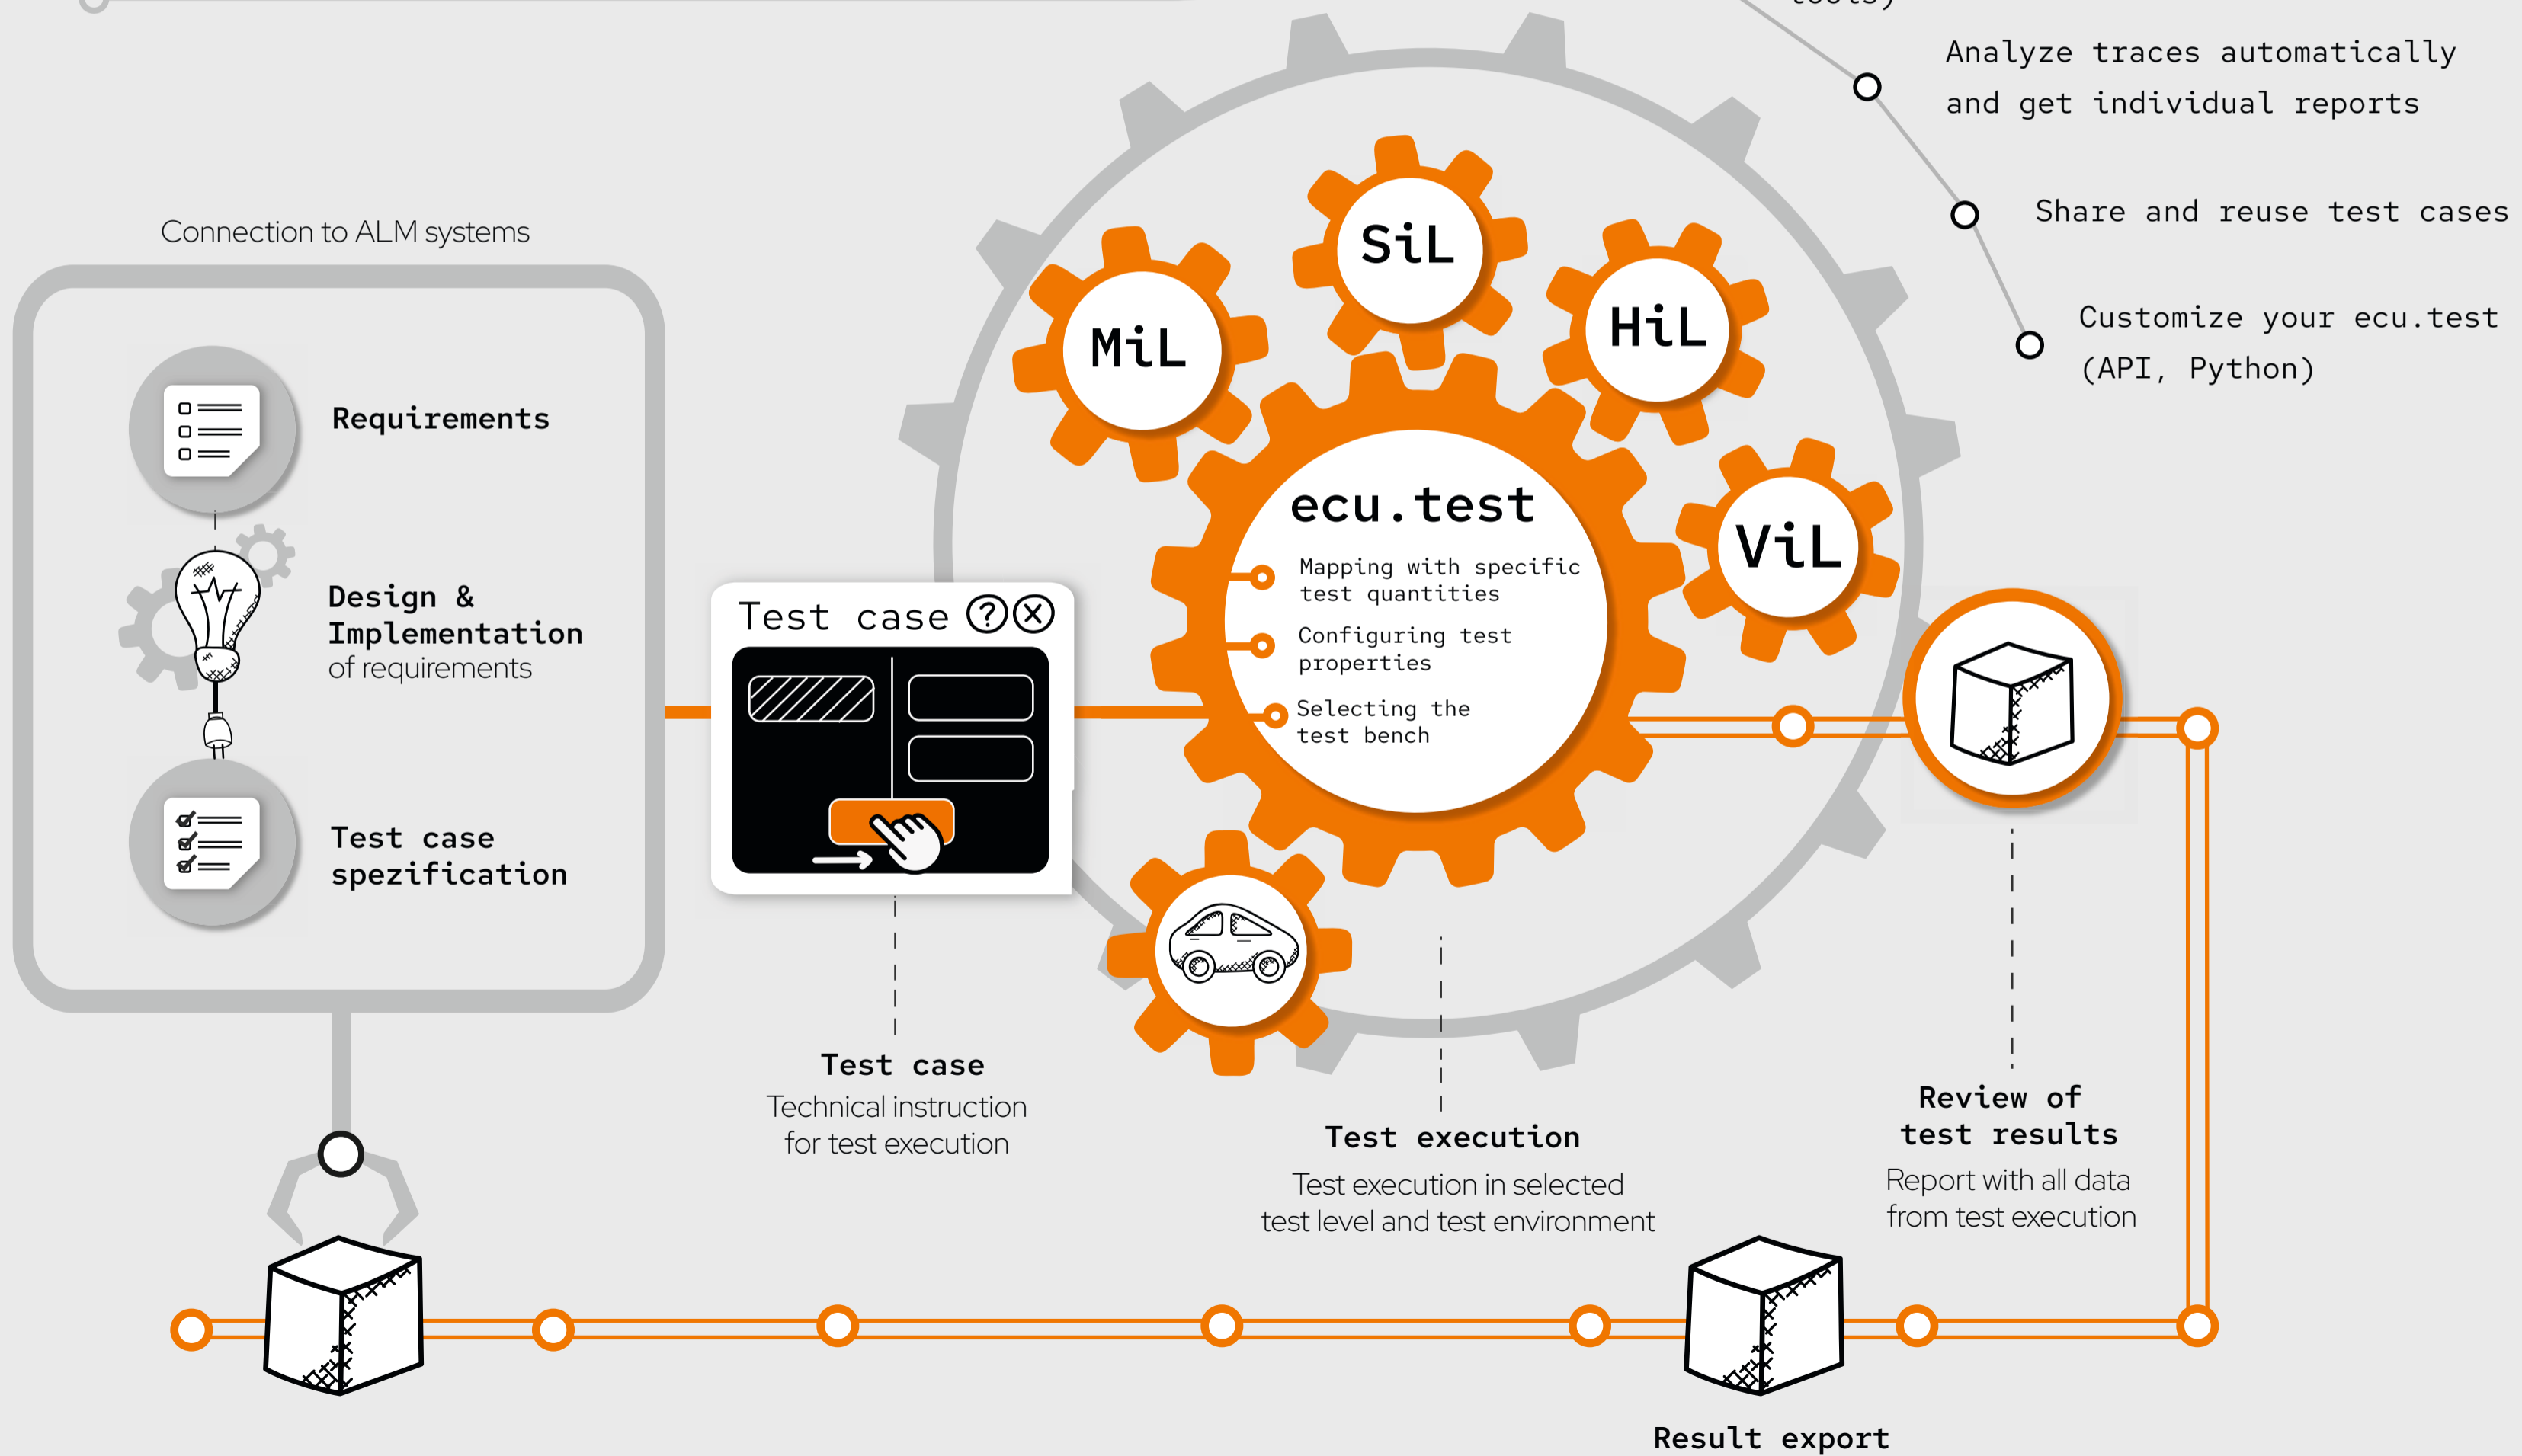 tools)
Analyze traces automatically
and get individual reports
Share and reuse test cases
Customize your ecu.test
(API, Python)
Connection to ALM systems
Requirements
Design &
Implementation
of requirements
Test case
spezification
Test case ? X
MiL
SiL
HiL
ViL
ecu.test
Mapping with specific
test quantities
Configuring test
properties
Selecting the
test bench
Test case
Technical instruction
for test execution
Test execution
Test execution in selected
test level and test environment
Review of
test results
Report with all data
from test execution
Result export